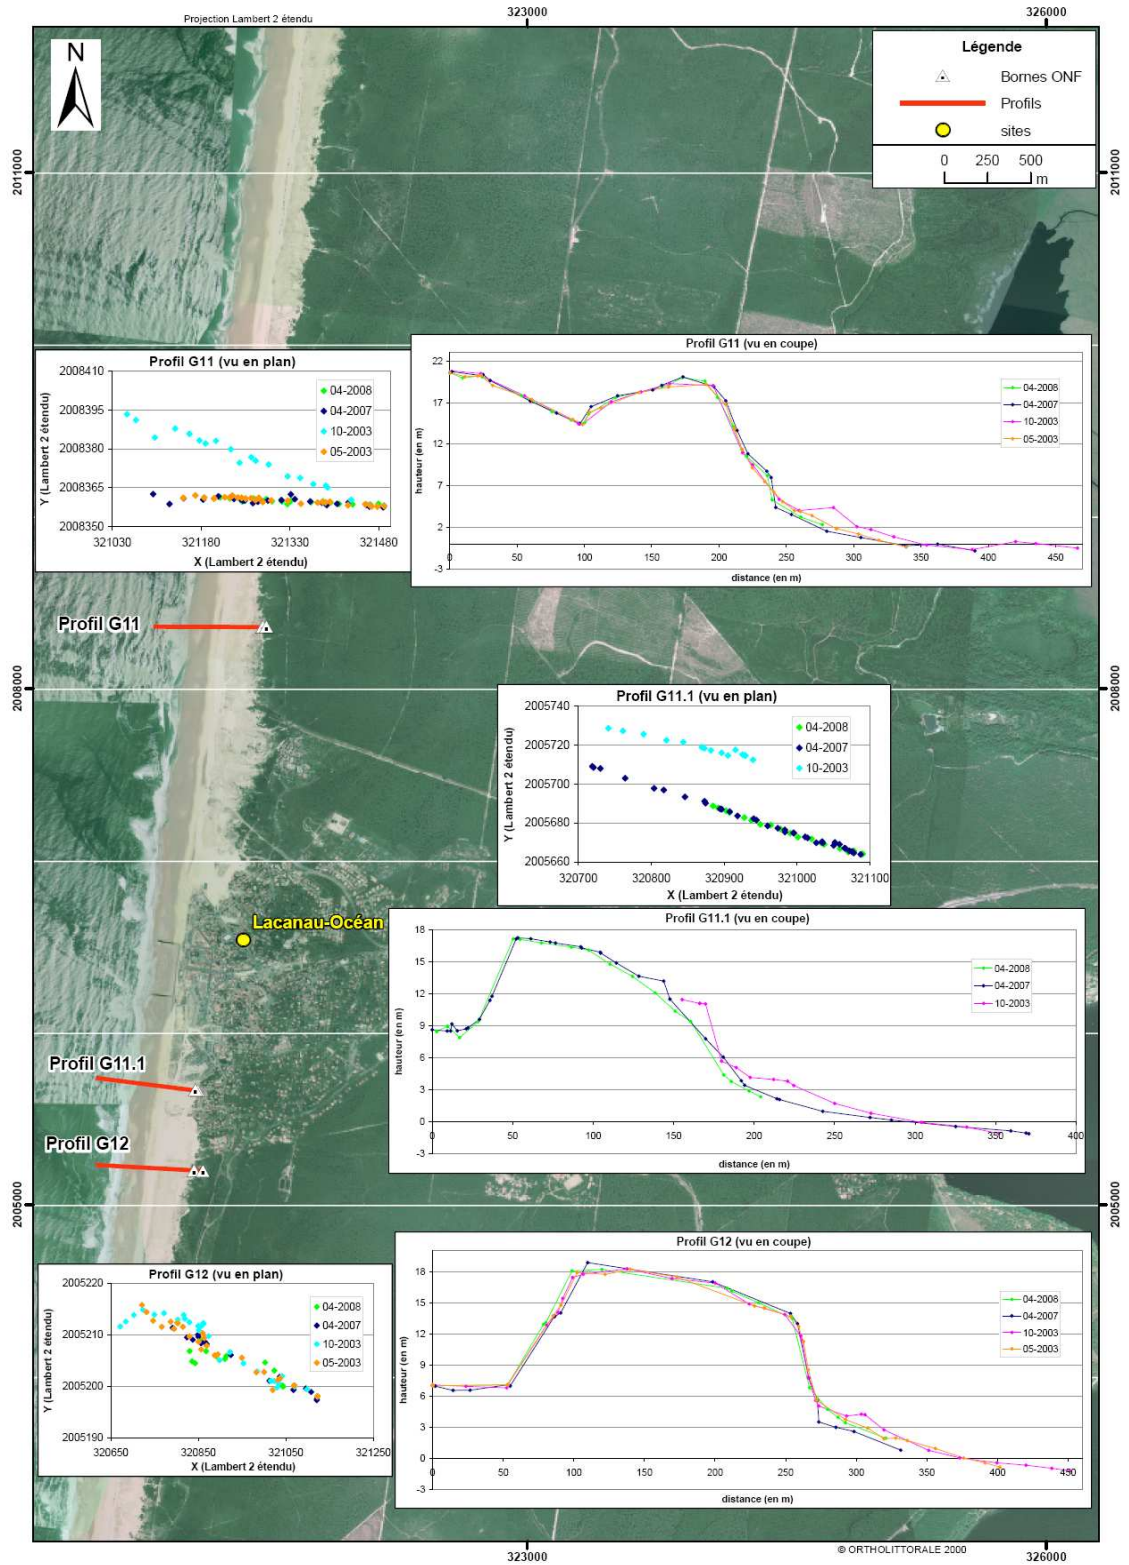 Projection Lambert 2 étendu
323000
326000
N
Légende
Bornes ONF
Profils
sites
0 250 500
m
2011000
2011000
Profil G11 (vu en plan)
Y (Lambert 2 étendu)
2008410
2008395
2008380
2008365
2008350
04-2008
04-2007
10-2003
05-2003
321030 321180 321330 321480
X (Lambert 2 étendu)
Profil G11 (vu en coupe)
hauteur (en m)
22
17
12
7
2
-3
04-2008
04-2007
10-2003
05-2003
0 50 100 150 200 250 300 350 400 450
distance (en m)
Profil G11
2008000
2008000
Profil G11.1 (vu en plan)
Y (Lambert 2 étendu)
2005740
2005720
2005700
2005680
2005660
04-2008
04-2007
10-2003
320700 320800 320900 321000 321100
X (Lambert 2 étendu)
Lacanau-Océan
Profil G11.1 (vu en coupe)
hauteur (en m)
18
15
12
9
6
3
0
-3
04-2008
04-2007
10-2003
0 50 100 150 200 250 300 350 400
distance (en m)
Profil G11.1
Profil G12
2005000
2005000
Profil G12 (vu en plan)
Y (Lambert 2 étendu)
2005220
2005210
2005200
2005190
04-2008
04-2007
10-2003
05-2003
320650 320850 321050 321250
X (Lambert 2 étendu)
Profil G12 (vu en coupe)
hauteur (en m)
18
15
12
9
6
3
0
-3
04-2008
04-2007
10-2003
05-2003
0 50 100 150 200 250 300 350 400 450
distance (en m)
323000
326000
© ORTHOLITTORALE 2000